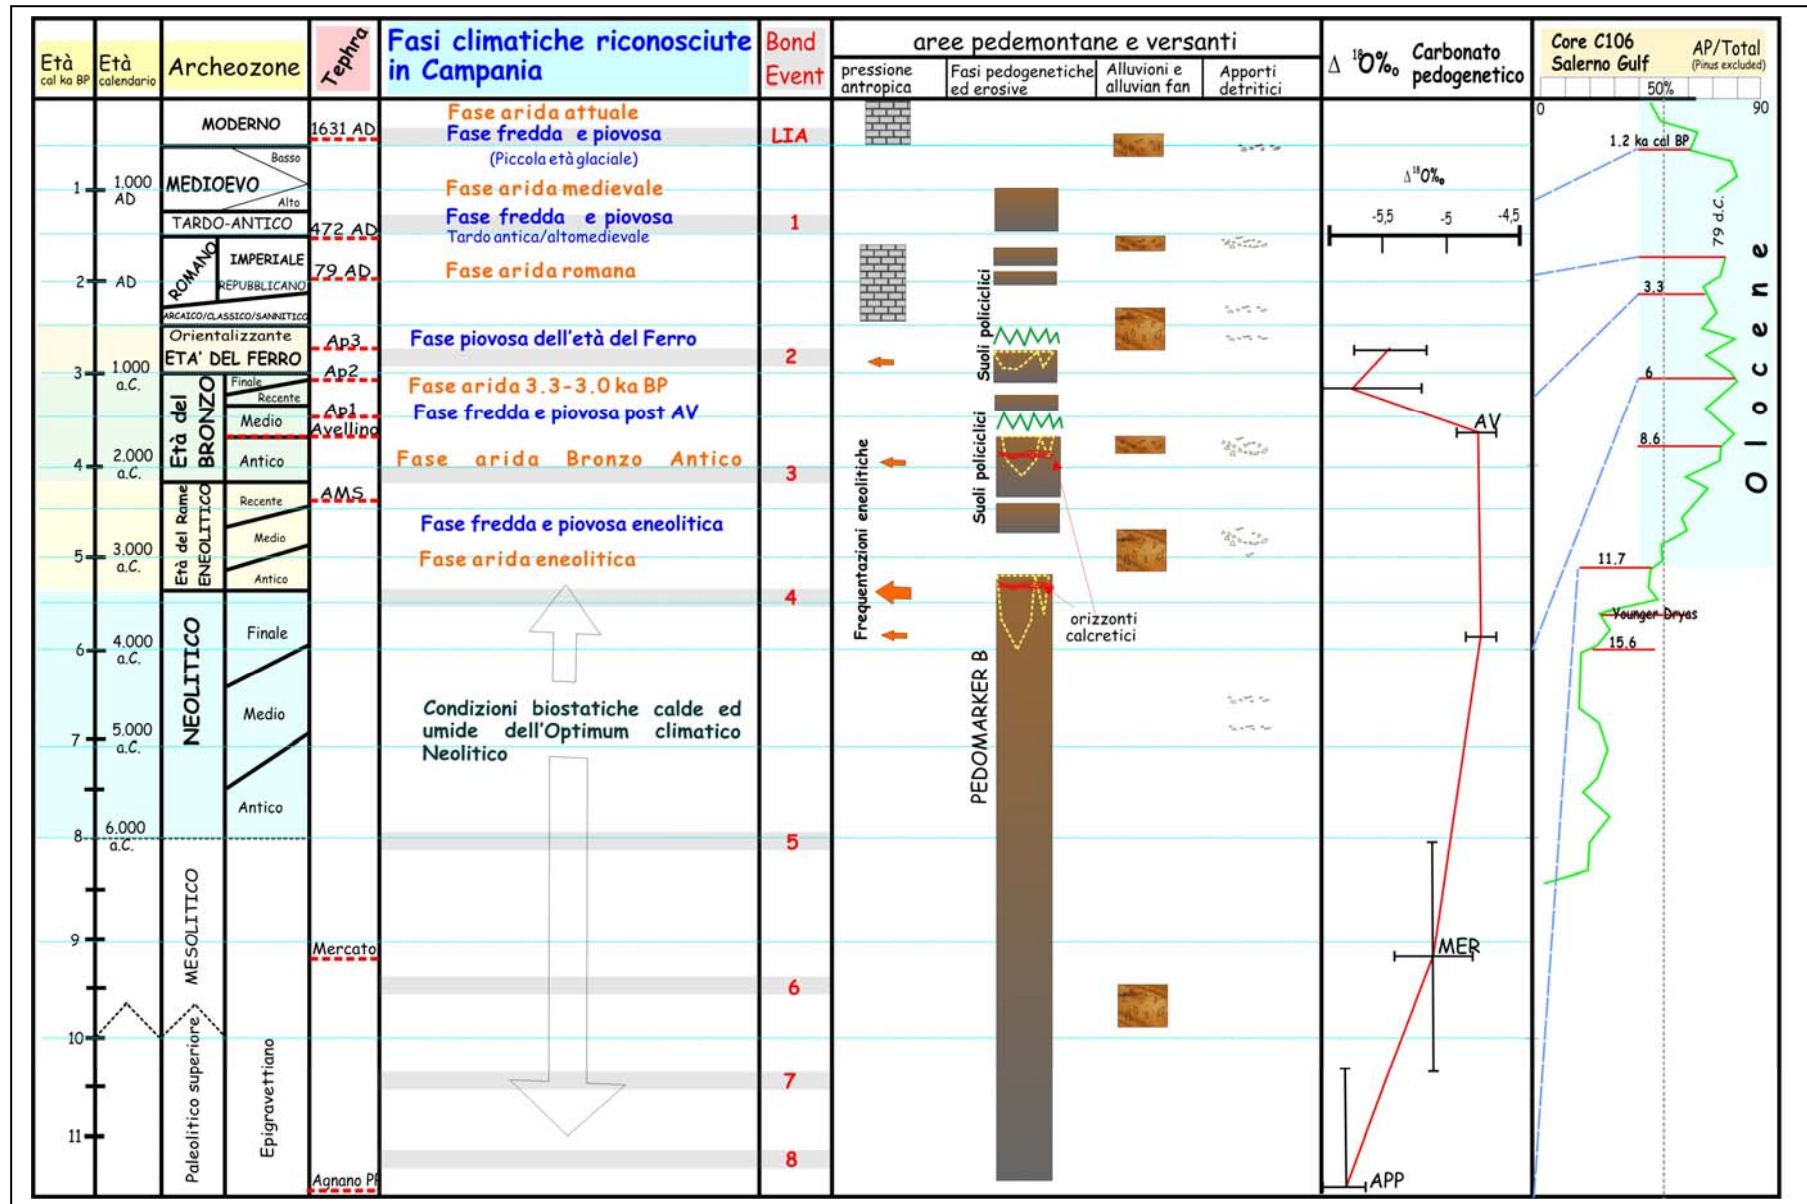 Età
cal ka BP
Età
calendario
Archeozone
Tephra
Fasi climatiche riconosciute
in Campania
Bond
Event
aree pedemontane e versanti
pressione
antropica
Fasi pedogenetiche
ed erosive
Alluvioni e
alluvian fan
Apporti
detritici
Δ ¹⁸O‰
Carbonato
pedogenetico
Core C106
Salerno Gulf
AP/Total
(Pinus excluded)
50%
0
90
1
2
3
4
5
6
7
8
9
10
11
1.000
AD
AD
1.000
a.C.
2.000
a.C.
3.000
a.C.
4.000
a.C.
5.000
a.C.
6.000
a.C.
MODERNO
MEDIOEVO
Basso
Alto
TARDO-ANTICO
ROMANO
IMPERIALE
REPUBBLICANO
ARCAICO/CLASSICO/SANNITICO
Orientalizzante
ETA' DEL FERRO
Età del
BRONZO
Finale
Recente
Medio
Antico
Età del Rame
ENEOLITICO
Recente
Medio
Antico
NEOLITICO
Finale
Medio
Antico
MESOLITICO
Paleolitico superiore
Epigravettiano
1631 AD
472 AD
79 AD
Ap3
Ap2
Ap1
Avellino
AMS
Mercato
Agnano PP
Fase arida attuale
Fase fredda e piovosa
(Piccola età glaciale)
Fase arida medievale
Fase fredda e piovosa
Tardo antica/altomedievale
Fase arida romana
Fase piovosa dell'età del Ferro
Fase arida 3.3-3.0 ka BP
Fase fredda e piovosa post AV
Fase arida Bronzo Antico
Fase fredda e piovosa eneolitica
Fase arida eneolitica
Condizioni biostatiche calde ed
umide dell'Optimum climatico
Neolitico
LIA
1
2
3
4
5
6
7
8
Frequentazioni eneolitiche
Suoli policiclici
Suoli policiclici
PEDOMARKER B
orizzonti
calcretici
Δ¹⁸O‰
-5,5
-5
-4,5
AV
MER
APP
1.2 ka cal BP
79 d.C.
3.3
6
8.6
11.7
Younger Dryas
15.6
Olocene